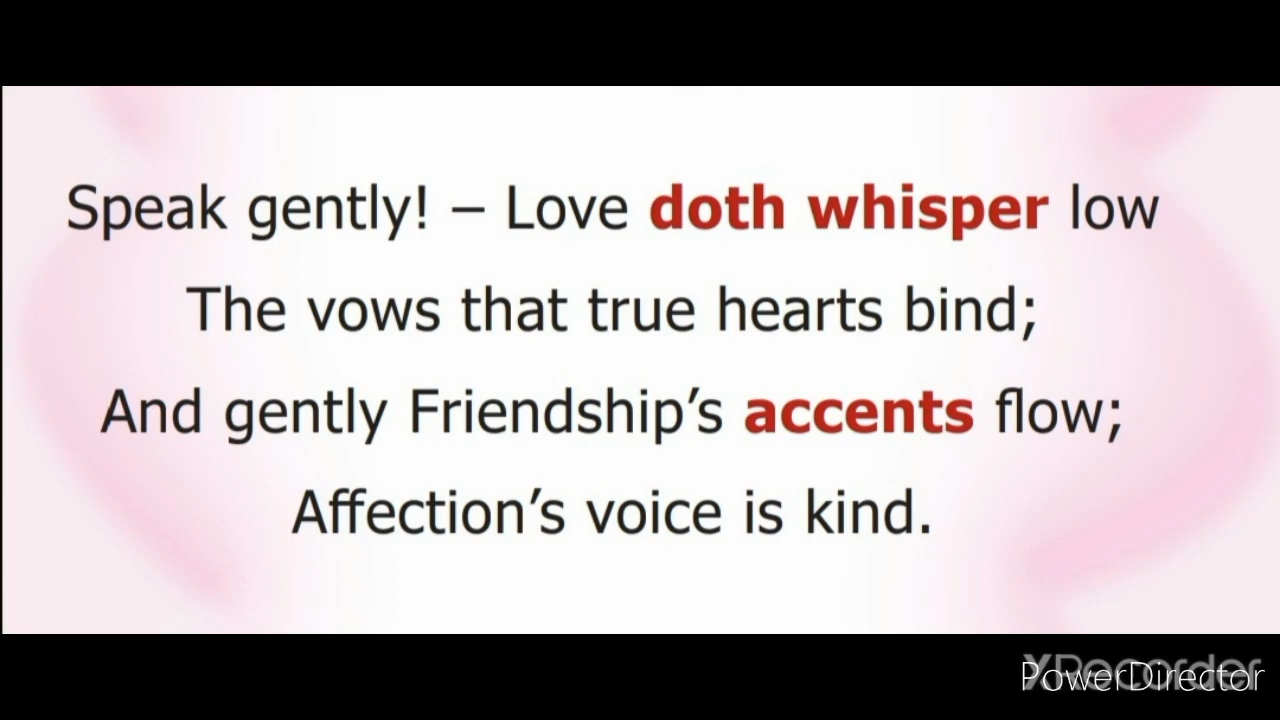 Speak gently! – Love doth whisper low
The vows that true hearts bind;
And gently Friendship’s accents flow;
Affection’s voice is kind.
XRecorder
PowerDirector